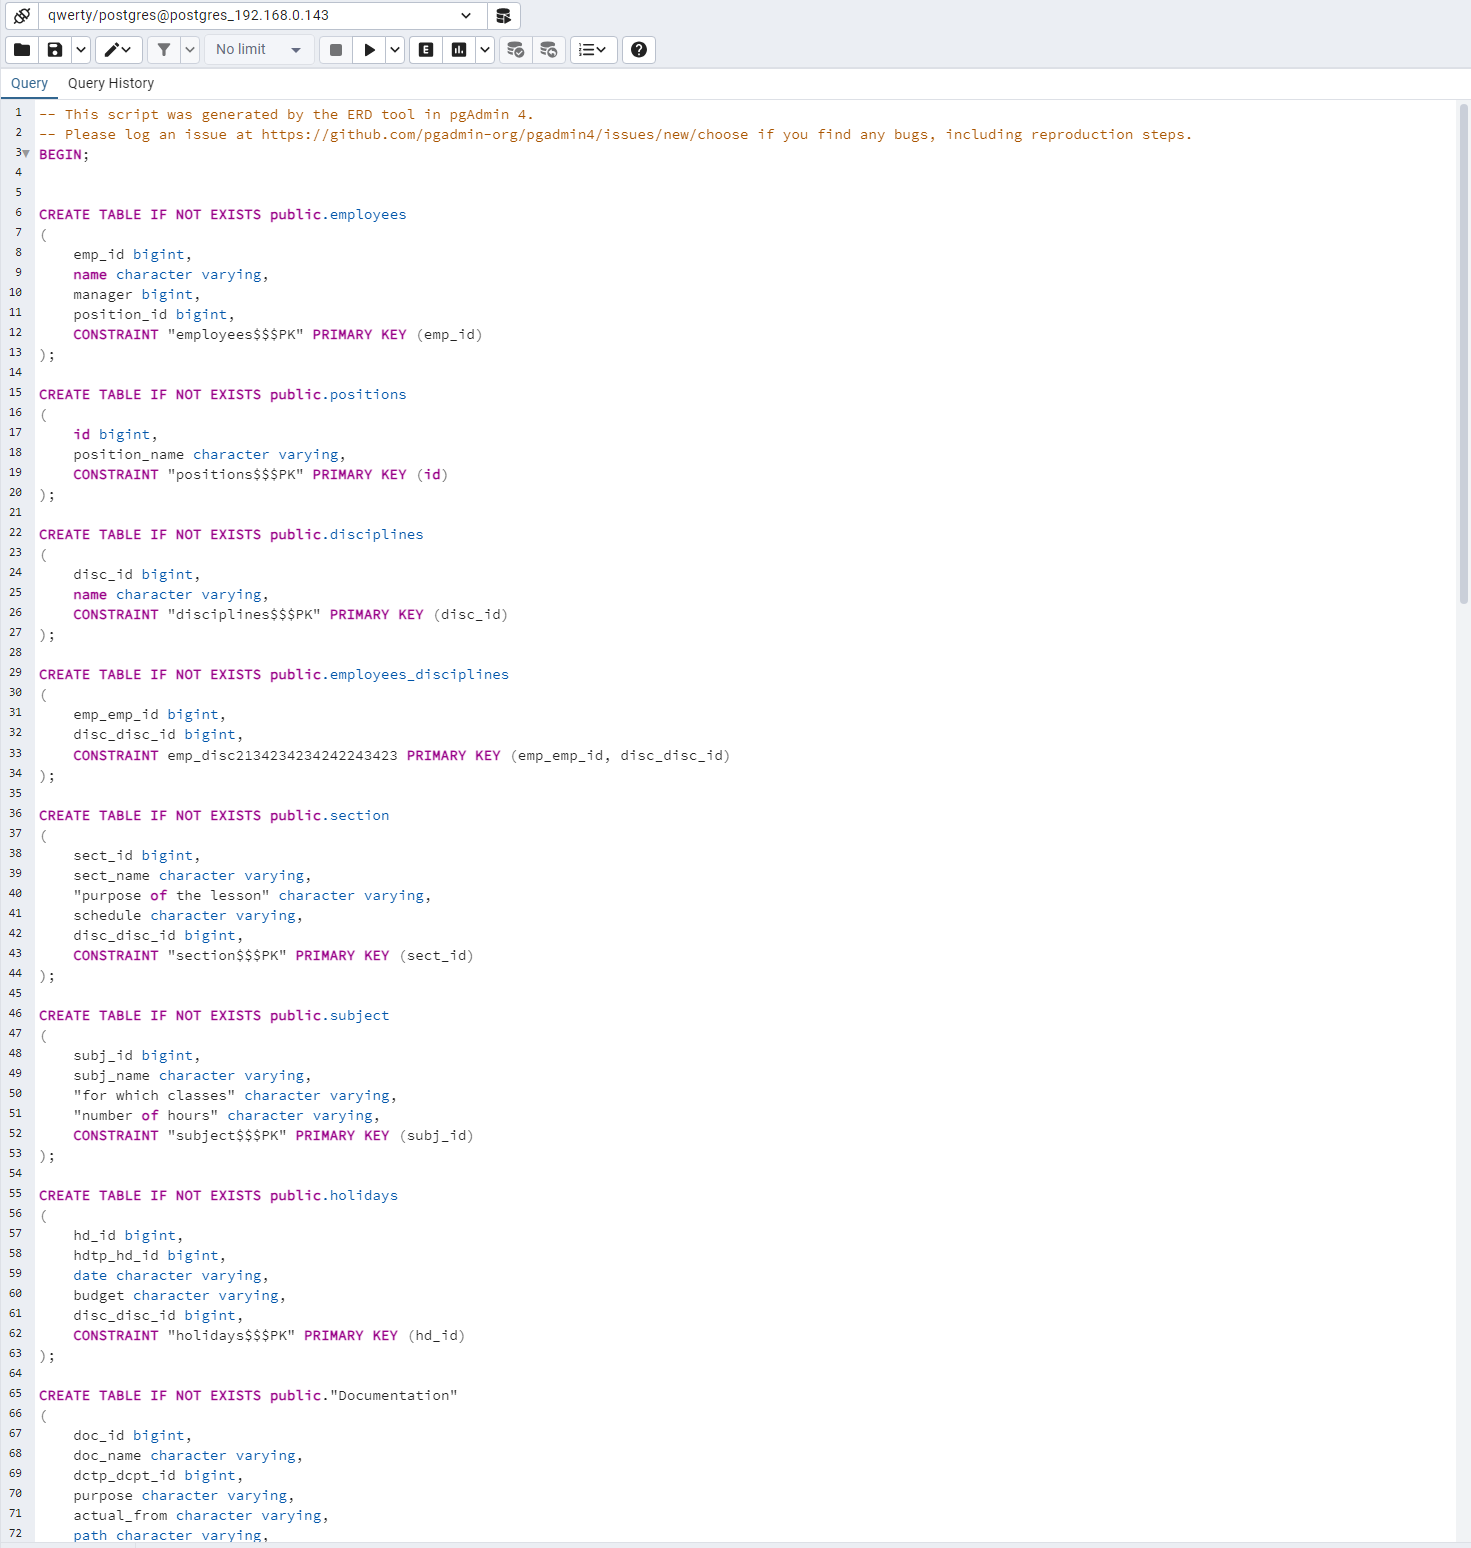 qwerty/postgres@postgres_192.168.0.143
No limit
E
Query Query History
1 -- This script was generated by the ERD tool in pgAdmin 4.
2 -- Please log an issue at https://github.com/pgadmin-org/pgadmin4/issues/new/choose if you find any bugs, including reproduction steps.
3 BEGIN;
4
5
6 CREATE TABLE IF NOT EXISTS public.employees
7 (
8     emp_id bigint,
9     name character varying,
10     manager bigint,
11     position_id bigint,
12     CONSTRAINT "employees$$$PK" PRIMARY KEY (emp_id)
13 );
14
15 CREATE TABLE IF NOT EXISTS public.positions
16 (
17     id bigint,
18     position_name character varying,
19     CONSTRAINT "positions$$$PK" PRIMARY KEY (id)
20 );
21
22 CREATE TABLE IF NOT EXISTS public.disciplines
23 (
24     disc_id bigint,
25     name character varying,
26     CONSTRAINT "disciplines$$$PK" PRIMARY KEY (disc_id)
27 );
28
29 CREATE TABLE IF NOT EXISTS public.employees_disciplines
30 (
31     emp_emp_id bigint,
32     disc_disc_id bigint,
33     CONSTRAINT emp_disc2134234234242243423 PRIMARY KEY (emp_emp_id, disc_disc_id)
34 );
35
36 CREATE TABLE IF NOT EXISTS public.section
37 (
38     sect_id bigint,
39     sect_name character varying,
40     "purpose of the lesson" character varying,
41     schedule character varying,
42     disc_disc_id bigint,
43     CONSTRAINT "section$$$PK" PRIMARY KEY (sect_id)
44 );
45
46 CREATE TABLE IF NOT EXISTS public.subject
47 (
48     subj_id bigint,
49     subj_name character varying,
50     "for which classes" character varying,
51     "number of hours" character varying,
52     CONSTRAINT "subject$$$PK" PRIMARY KEY (subj_id)
53 );
54
55 CREATE TABLE IF NOT EXISTS public.holidays
56 (
57     hd_id bigint,
58     hdtp_hd_id bigint,
59     date character varying,
60     budget character varying,
61     disc_disc_id bigint,
62     CONSTRAINT "holidays$$$PK" PRIMARY KEY (hd_id)
63 );
64
65 CREATE TABLE IF NOT EXISTS public."Documentation"
66 (
67     doc_id bigint,
68     doc_name character varying,
69     dctp_dcpt_id bigint,
70     purpose character varying,
71     actual_from character varying,
72     path character varying,